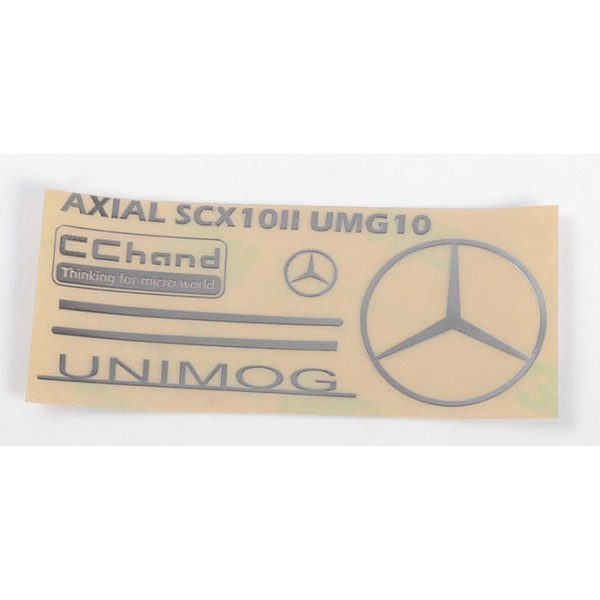 AXIAL SCX10II UMG10
CChand
Thinking for micro world
UNIMOG